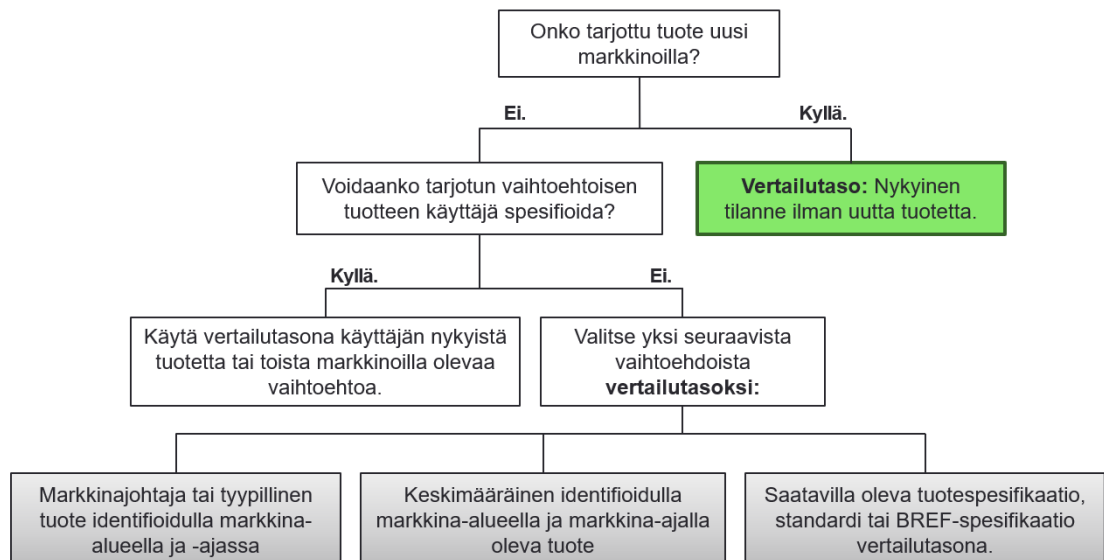 Onko tarjottu tuote uusi
markkinoilla?
Ei.
Kyllä.
Voidaanko tarjotun vaihtoehtoisen
tuotteen käyttäjä spesifioida?
Vertailutaso: Nykyinen
tilanne ilman uutta tuotetta.
Kyllä.
Ei.
Käytä vertailutasona käyttäjän nykyistä
tuotetta tai toista markkinoilla olevaa
vaihtoehtoa.
Valitse yksi seuraavista
vaihtoehdoista
vertailutasoksi:
Markkinajohtaja tai tyypillinen
tuote identifioidulla markkina-
alueella ja -ajassa
Keskimääräinen identifioidulla
markkina-alueella ja markkina-ajalla
oleva tuote
Saatavilla oleva tuotespesifikaatio,
standardi tai BREF-spesifikaatio
vertailutasona.